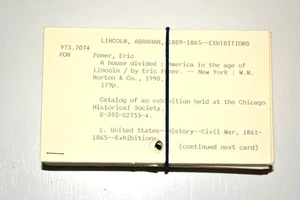 LINCOLN, ABRAHAM, 1809-1865--EXHIBITIONS
973.7074
FON Foner, Eric
A house divided : America in the age of
Lincoln / by Eric Foner. -- New York : W.W.
Norton & Co., 1990.
179p.
Catalog of an exhibition held at the Chicago
Historical Society.
0-393-02755-4.
1. United States--History--Civil War, 1861-
1865--Exhibitions.
(continued next card)